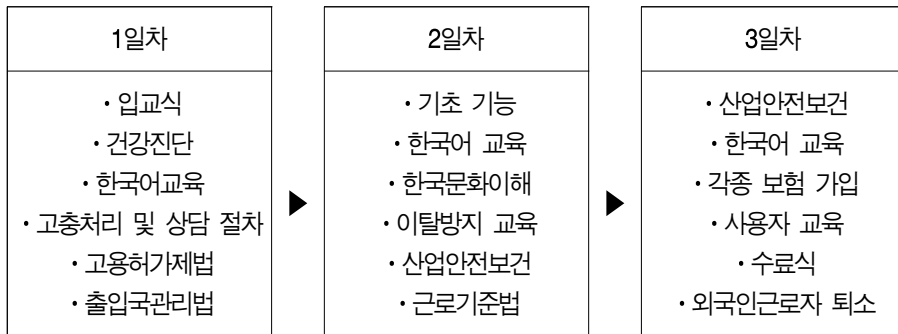 1일차
· 입교식
· 건강진단
· 한국어교육
· 고충처리 및 상담 절차
· 고용허가제법
· 출입국관리법
▶
2일차
· 기초 기능
· 한국어 교육
· 한국문화이해
· 이탈방지 교육
· 산업안전보건
· 근로기준법
▶
3일차
· 산업안전보건
· 한국어 교육
· 각종 보험 가입
· 사용자 교육
· 수료식
· 외국인근로자 퇴소